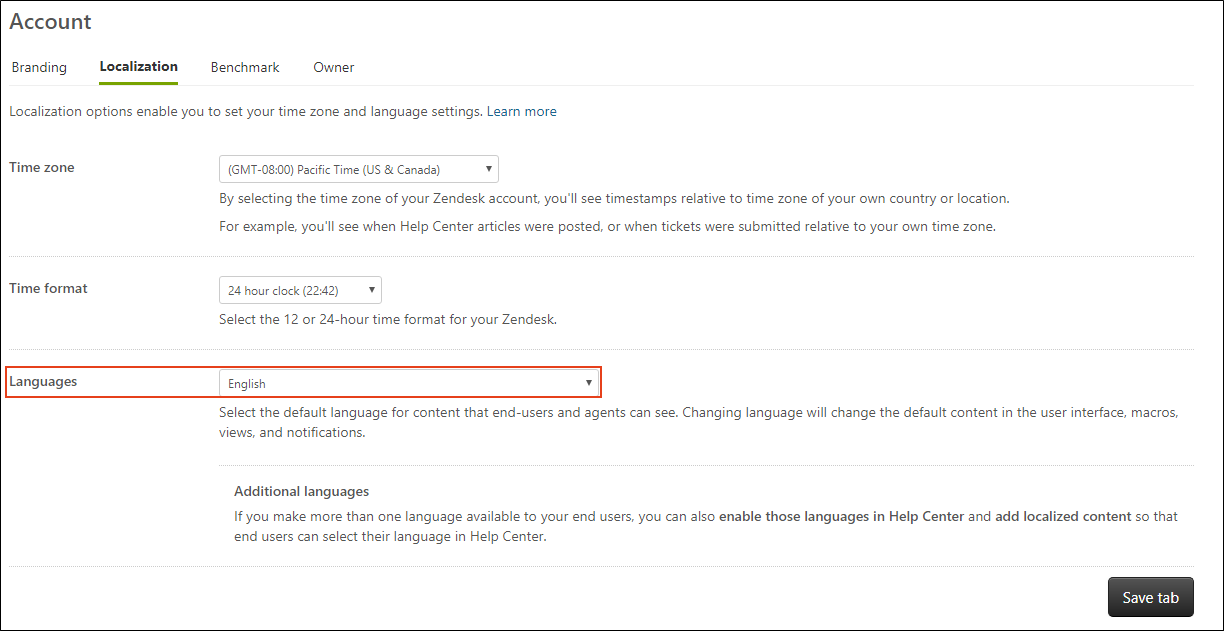 Account
Branding Localization Benchmark Owner
Localization options enable you to set your time zone and language settings. Learn more
Time zone (GMT-08:00) Pacific Time (US & Canada)
By selecting the time zone of your Zendesk account, you'll see timestamps relative to time zone of your own country or location.
For example, you'll see when Help Center articles were posted, or when tickets were submitted relative to your own time zone.
Time format 24 hour clock (22:42)
Select the 12 or 24-hour time format for your Zendesk.
Languages English
Select the default language for content that end-users and agents can see. Changing language will change the default content in the user interface, macros,
views, and notifications.
Additional languages
If you make more than one language available to your end users, you can also enable those languages in Help Center and add localized content so that
end users can select their language in Help Center.
Save tab